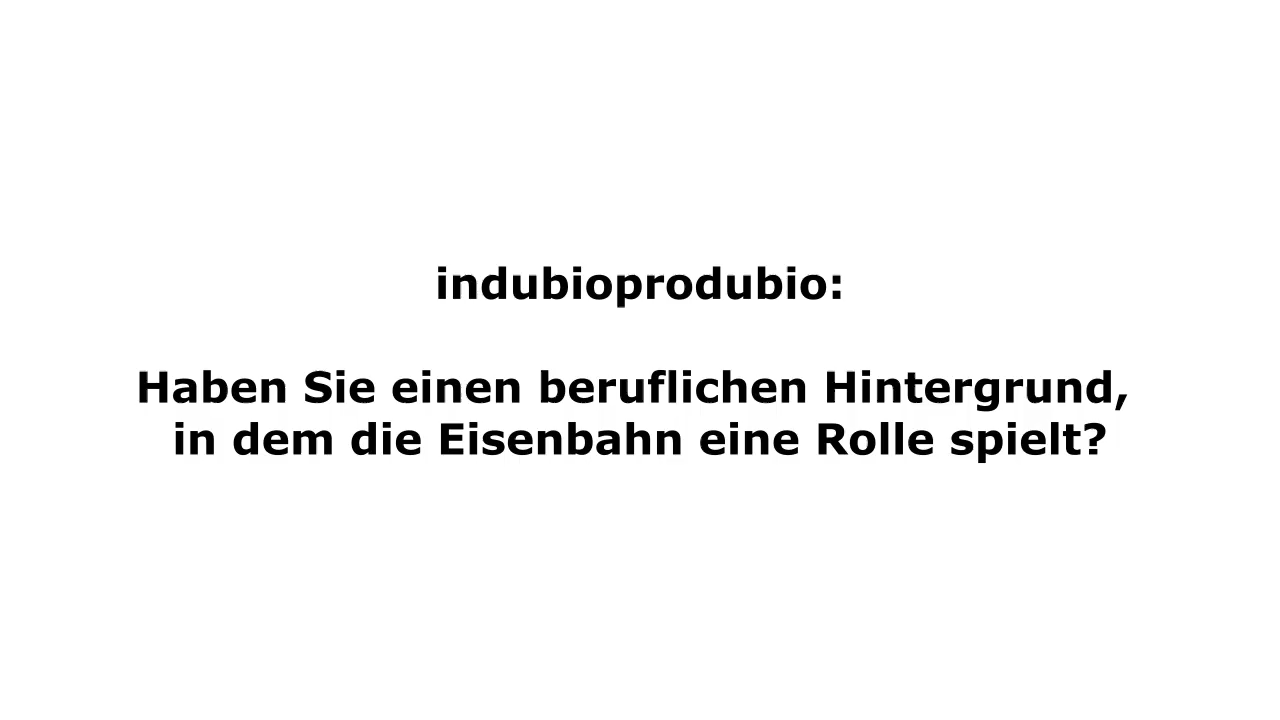 indubioprodubio:
Haben Sie einen beruflichen Hintergrund,
in dem die Eisenbahn eine Rolle spielt?